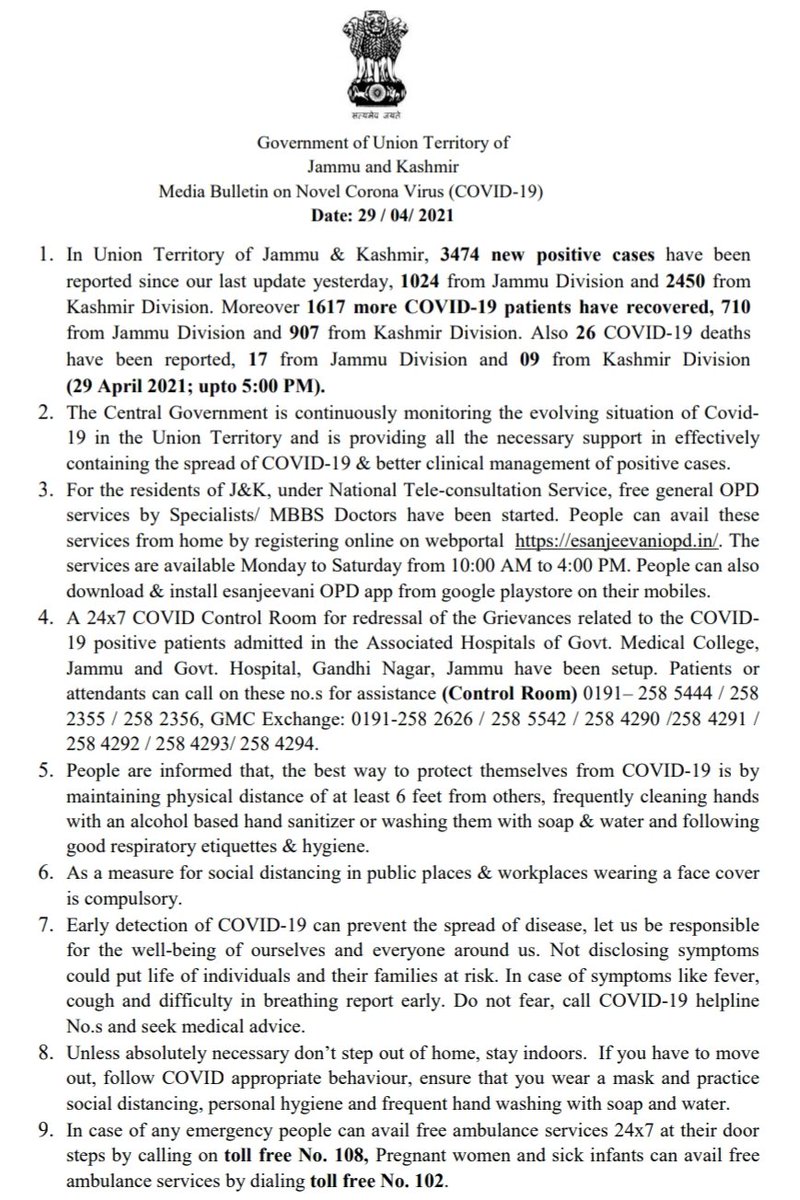 सत्यमेव जयते
Government of Union Territory of
Jammu and Kashmir
Media Bulletin on Novel Corona Virus (COVID-19)
Date: 29 / 04/ 2021
1. In Union Territory of Jammu & Kashmir, 3474 new positive cases have been
reported since our last update yesterday, 1024 from Jammu Division and 2450 from
Kashmir Division. Moreover 1617 more COVID-19 patients have recovered, 710
from Jammu Division and 907 from Kashmir Division. Also 26 COVID-19 deaths
have been reported, 17 from Jammu Division and 09 from Kashmir Division
(29 April 2021; upto 5:00 PM).
2. The Central Government is continuously monitoring the evolving situation of Covid-
19 in the Union Territory and is providing all the necessary support in effectively
containing the spread of COVID-19 & better clinical management of positive cases.
3. For the residents of J&K, under National Tele-consultation Service, free general OPD
services by Specialists/ MBBS Doctors have been started. People can avail these
services from home by registering online on webportal https://esanjeevaniopd.in/. The
services are available Monday to Saturday from 10:00 AM to 4:00 PM. People can also
download & install esanjeevani OPD app from google playstore on their mobiles.
4. A 24x7 COVID Control Room for redressal of the Grievances related to the COVID-
19 positive patients admitted in the Associated Hospitals of Govt. Medical College,
Jammu and Govt. Hospital, Gandhi Nagar, Jammu have been setup. Patients or
attendants can call on these no.s for assistance (Control Room) 0191– 258 5444 / 258
2355 / 258 2356, GMC Exchange: 0191-258 2626 / 258 5542 / 258 4290 /258 4291 /
258 4292 / 258 4293/ 258 4294.
5. People are informed that, the best way to protect themselves from COVID-19 is by
maintaining physical distance of at least 6 feet from others, frequently cleaning hands
with an alcohol based hand sanitizer or washing them with soap & water and following
good respiratory etiquettes & hygiene.
6. As a measure for social distancing in public places & workplaces wearing a face cover
is compulsory.
7. Early detection of COVID-19 can prevent the spread of disease, let us be responsible
for the well-being of ourselves and everyone around us. Not disclosing symptoms
could put life of individuals and their families at risk. In case of symptoms like fever,
cough and difficulty in breathing report early. Do not fear, call COVID-19 helpline
No.s and seek medical advice.
8. Unless absolutely necessary don’t step out of home, stay indoors. If you have to move
out, follow COVID appropriate behaviour, ensure that you wear a mask and practice
social distancing, personal hygiene and frequent hand washing with soap and water.
9. In case of any emergency people can avail free ambulance services 24x7 at their door
steps by calling on toll free No. 108, Pregnant women and sick infants can avail free
ambulance services by dialing toll free No. 102.